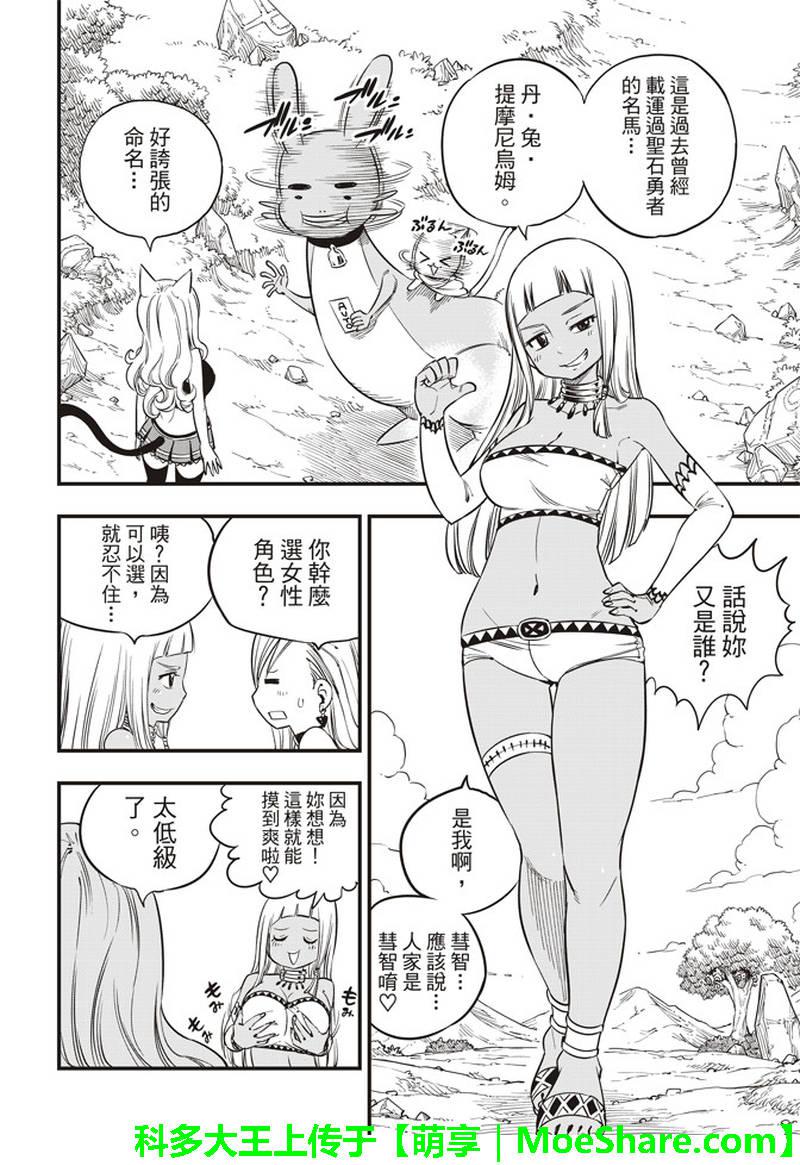 這是過去曾經
載運過聖石勇者
的名馬…
丹・兔・
提摩尼烏姆。
好誇張的
命名…
ぶるん
ぶるん
AUTO
話說妳
又是誰？
是我啊，
彗智…
應該說…
人家是
彗智唷♡
你幹麼
選女性
角色？
咦？因為
可以選，
就忍不住…
因為
妳想想！
這樣就能
摸到爽啦♡
太低級
了。
もみ
もみ
科多大王上传于【萌享】| MoeShare.com】